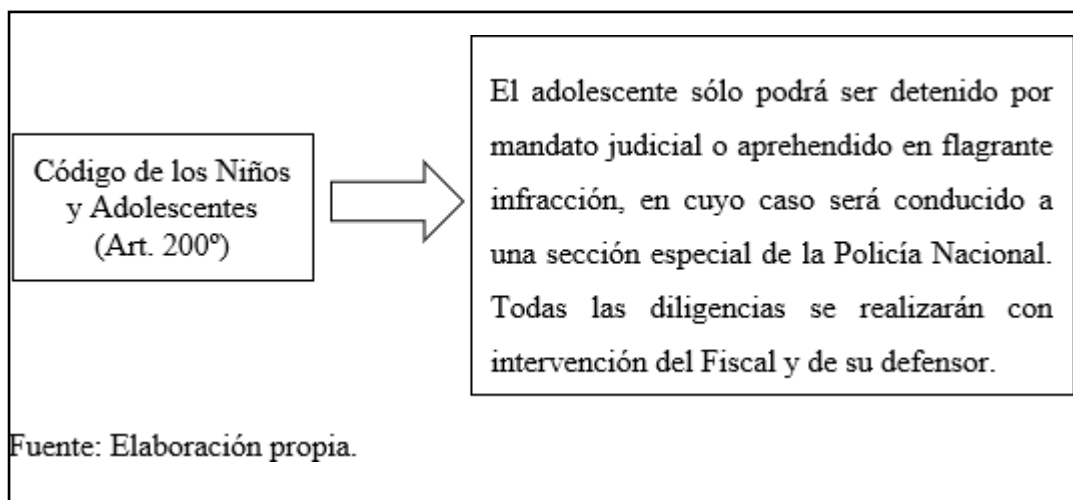 Código de los Niños
y Adolescentes
(Art. 200º)
El adolescente sólo podrá ser detenido por
mandato judicial o aprehendido en flagrante
infracción, en cuyo caso será conducido a
una sección especial de la Policía Nacional.
Todas las diligencias se realizarán con
intervención del Fiscal y de su defensor.
Fuente: Elaboración propia.